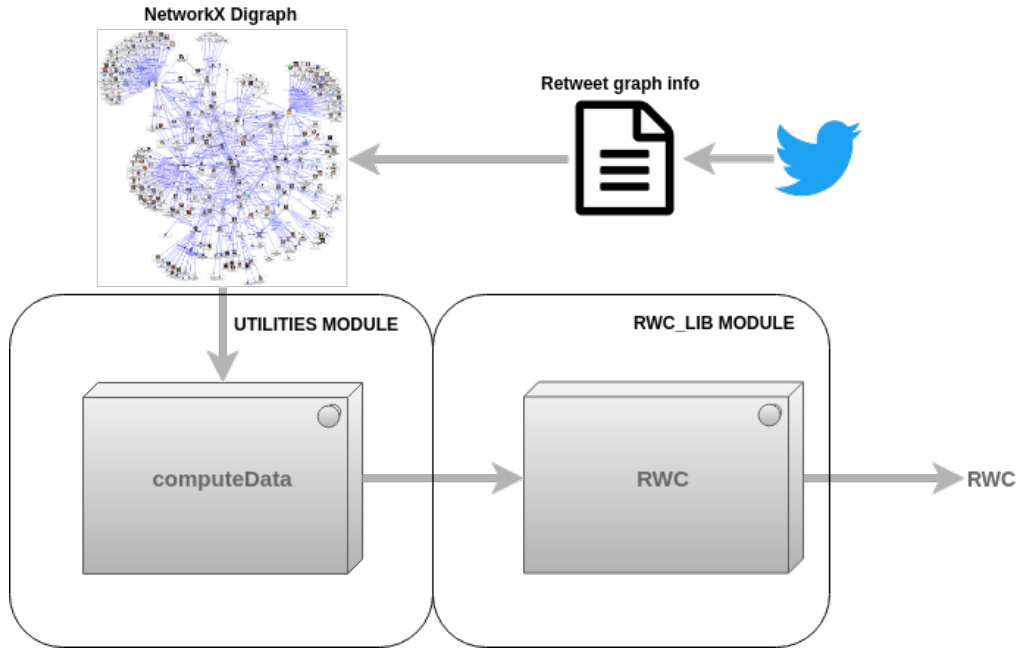 NetworkX Digraph
Retweet graph info
UTILITIES MODULE
RWC_LIB MODULE
computeData
RWC
RWC